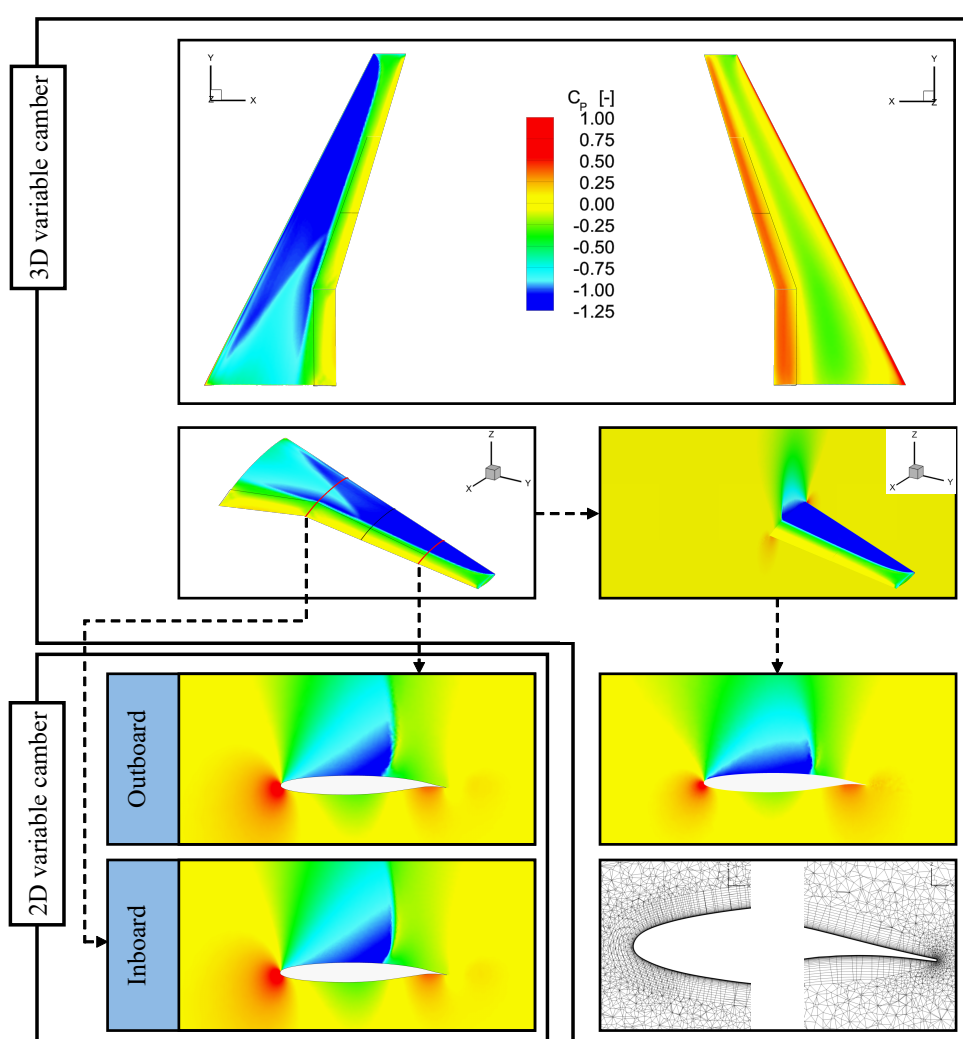 3D variable camber
Y
Z
X
C_P [-]
1.00
0.75
0.50
0.25
0.00
-0.25
-0.50
-0.75
-1.00
-1.25
Y
X
Z
Z
X
Y
Z
X
Y
2D variable camber
Outboard
Inboard